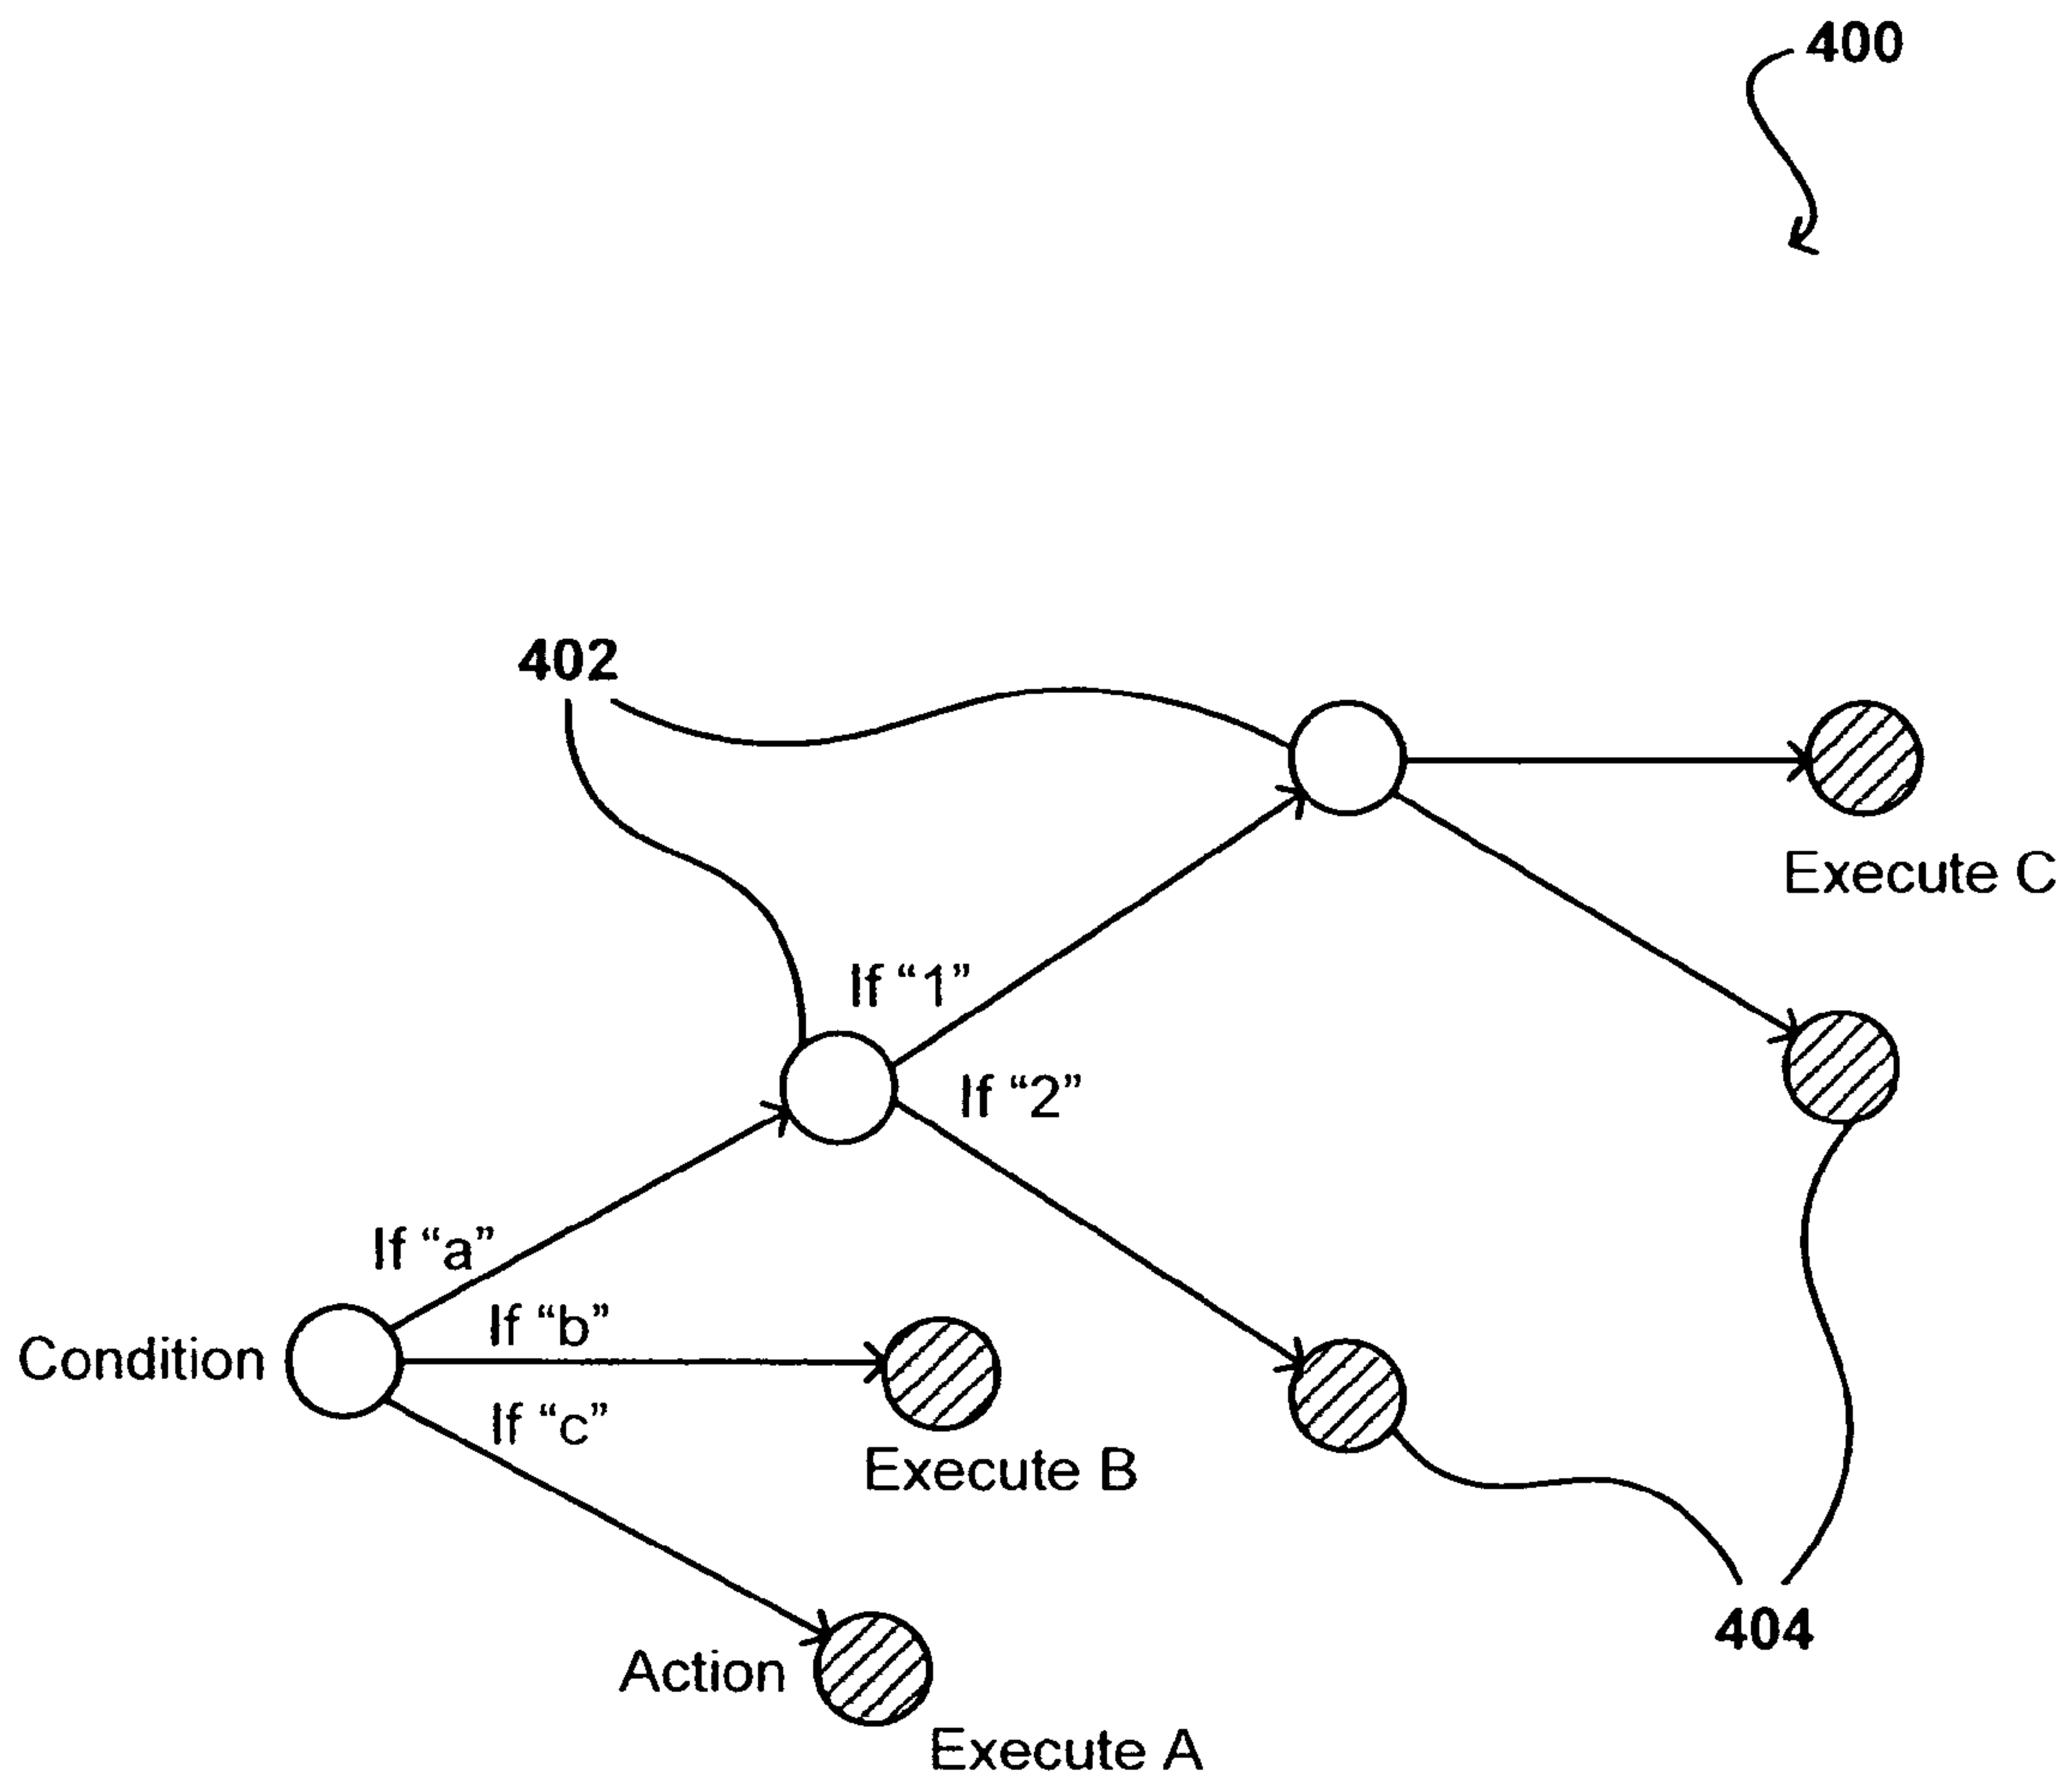 400
402
Execute C
If “1”
If “2”
If “a”
If “b”
Condition
If “c”
Execute B
404
Action
Execute A